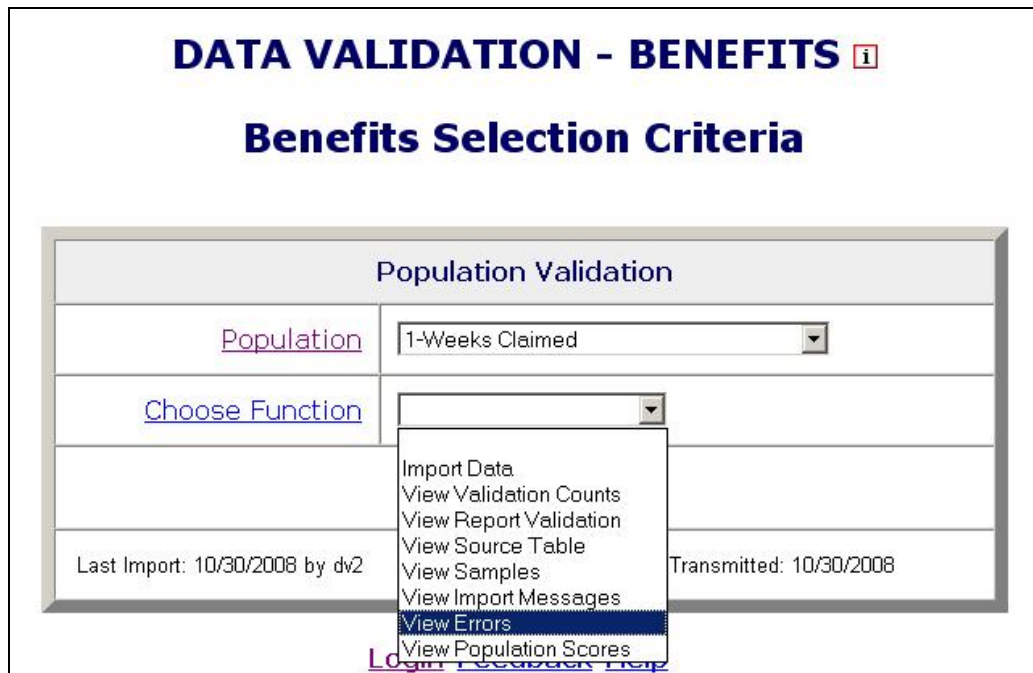 DATA VALIDATION - BENEFITS i
Benefits Selection Criteria
Population Validation
Population 1-Weeks Claimed
Choose Function
Import Data
View Validation Counts
View Report Validation
View Source Table
View Samples
View Import Messages
View Errors
View Population Scores
Last Import: 10/30/2008 by dv2 Transmitted: 10/30/2008
Login Feedback Help